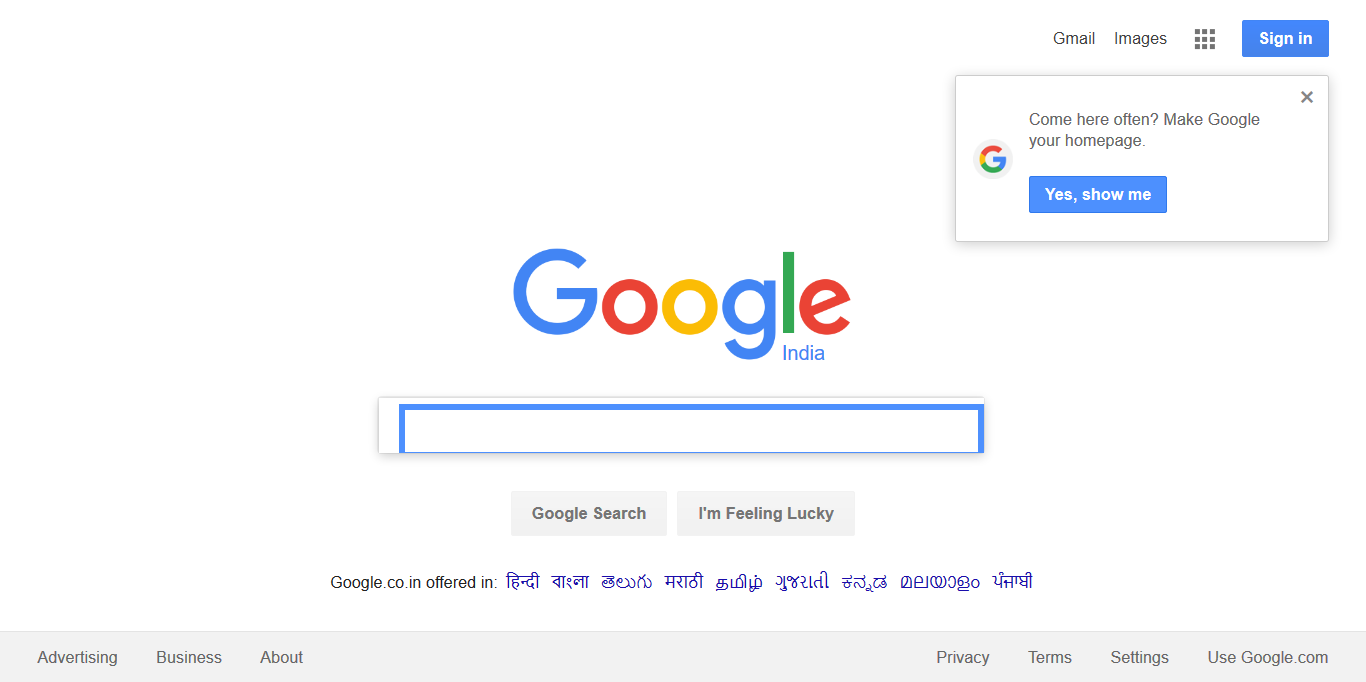 Gmail Images Sign in
Come here often? Make Google
your homepage.
Yes, show me
Google
India
Google Search I'm Feeling Lucky
Google.co.in offered in: हिन्दी বাংলা తెలుగు मराठी தமிழ் ગુજરાતી ಕನ್ನಡ മലയാളം ਪੰਜਾਬੀ
Advertising Business About Privacy Terms Settings Use Google.com